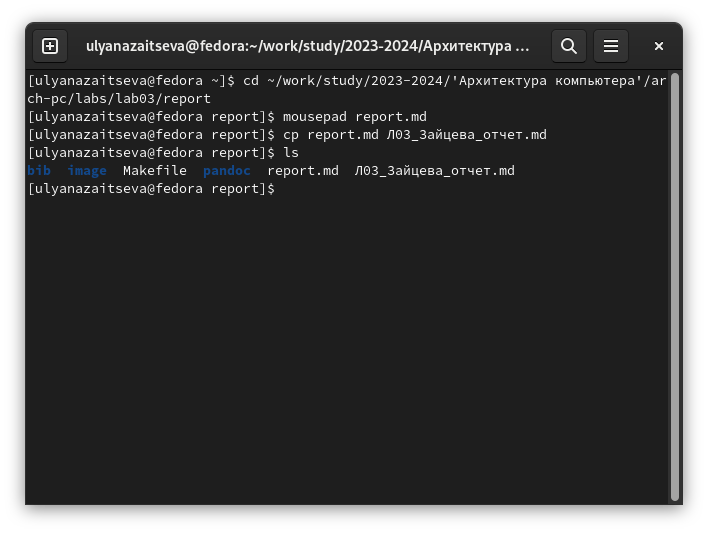 ulyanazaitseva@fedora:~/work/study/2023-2024/Архитектура ...
[ulyanazaitseva@fedora ~]$ cd ~/work/study/2023-2024/'Архитектура компьютера'/ar
ch-pc/labs/lab03/report
[ulyanazaitseva@fedora report]$ mousepad report.md
[ulyanazaitseva@fedora report]$ cp report.md Л03_Зайцева_отчет.md
[ulyanazaitseva@fedora report]$ ls
bib  image  Makefile  pandoc  report.md  Л03_Зайцева_отчет.md
[ulyanazaitseva@fedora report]$